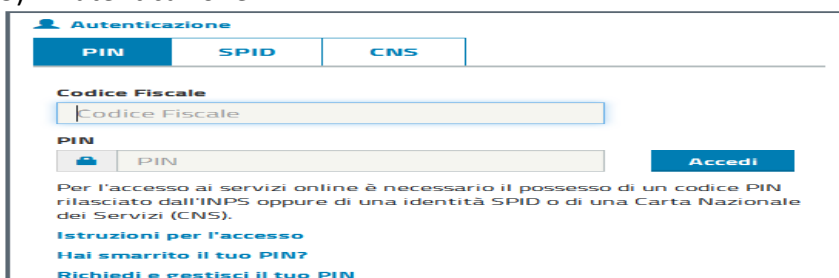 Autenticazione
PIN SPID CNS
Codice Fiscale
Codice Fiscale
PIN
PIN Accedi
Per l'accesso ai servizi online è necessario il possesso di un codice PIN
rilasciato dall'INPS oppure di una identità SPID o di una Carta Nazionale
dei Servizi (CNS).
Istruzioni per l'accesso
Hai smarrito il tuo PIN?
Richiedi e gestisci il tuo PIN